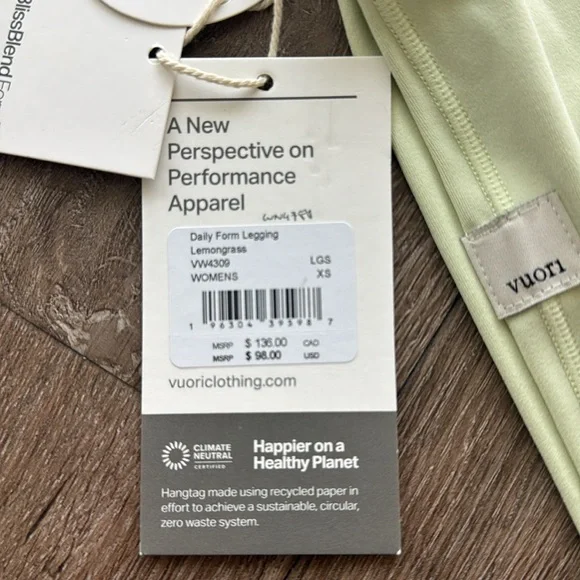 BlissBlend
A New
Perspective on
Performance
Apparel
Daily Form Legging
Lemongrass
VW4309 LGS
WOMENS XS
1 96304 39398 7
MSRP $ 136.00 CAD
MSRP $ 98.00 USD
vuoriclothing.com
CLIMATE
NEUTRAL
CERTIFIED
Happier on a
Healthy Planet
Hangtag made using recycled paper in
effort to achieve a sustainable, circular,
zero waste system.
vuori